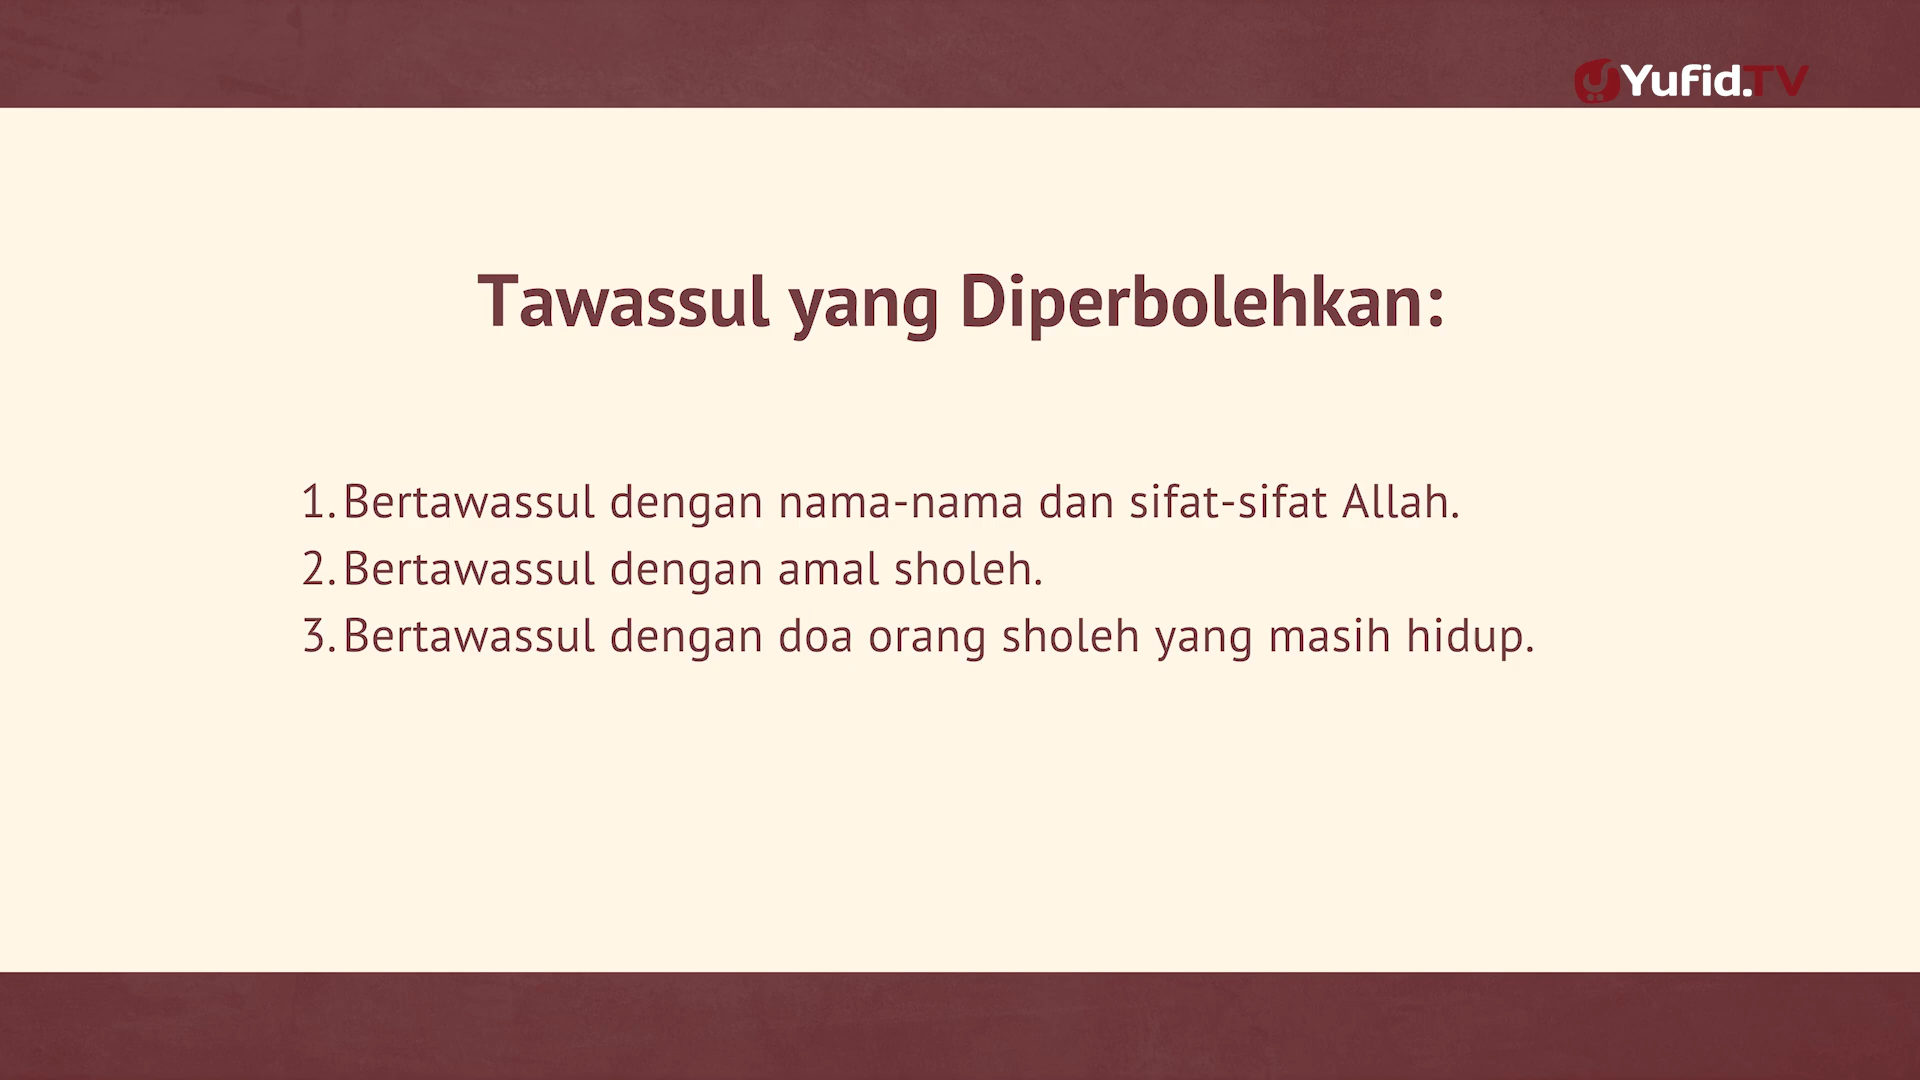 Yufid.TV
Tawassul yang Diperbolehkan:
1. Bertawassul dengan nama-nama dan sifat-sifat Allah.
2. Bertawassul dengan amal sholeh.
3. Bertawassul dengan doa orang sholeh yang masih hidup.